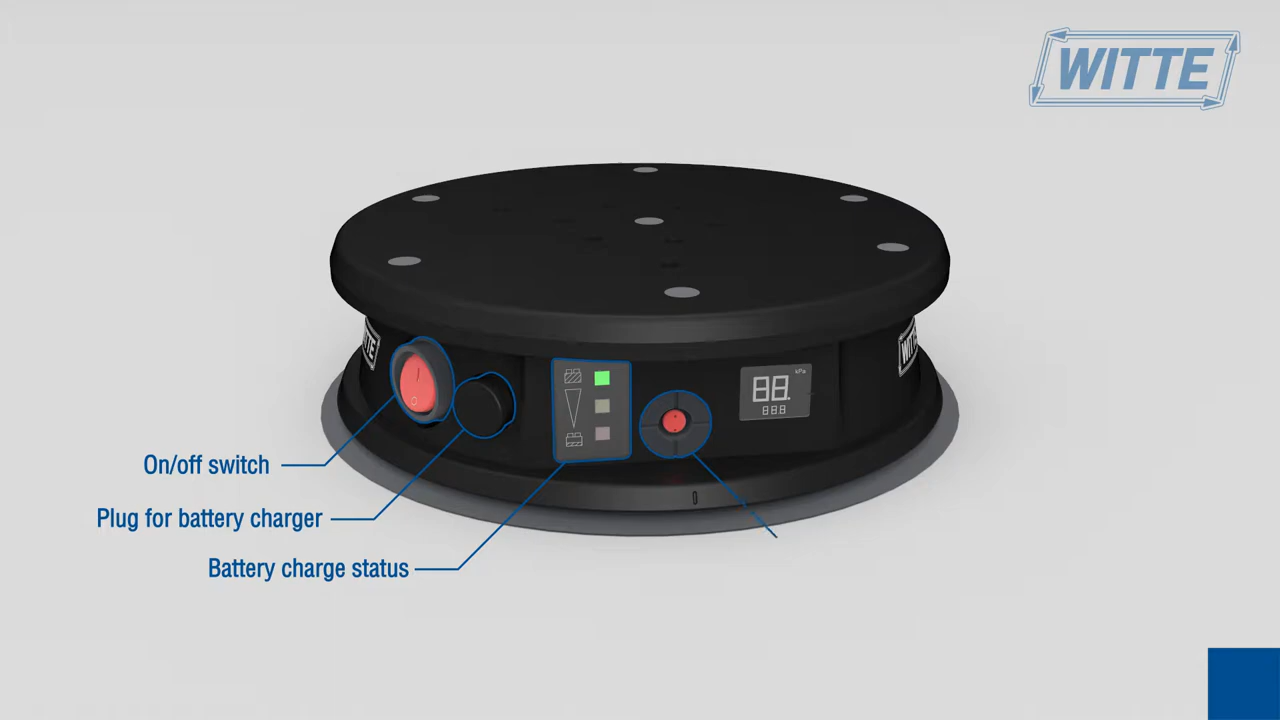 WITTE
On/off switch
Plug for battery charger
Battery charge status
88.
kPa
888